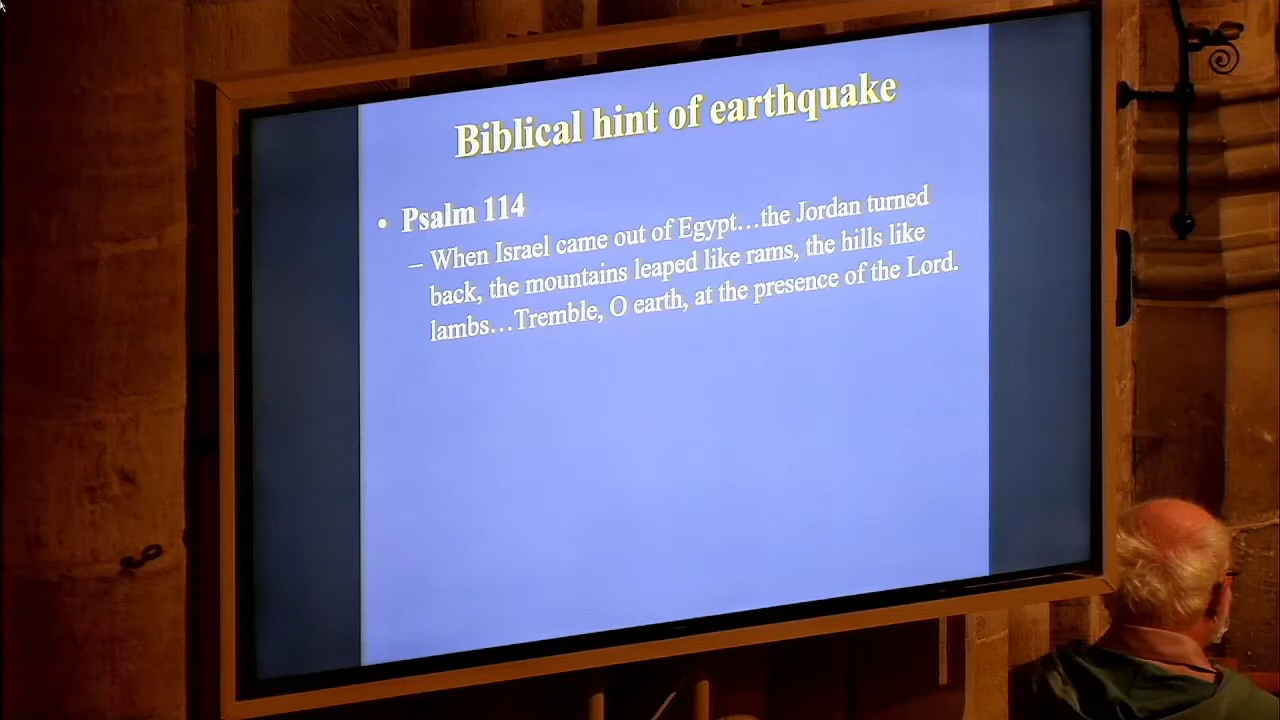 Biblical hint of earthquake
• Psalm 114
– When Israel came out of Egypt…the Jordan turned
back, the mountains leaped like rams, the hills like
lambs…Tremble, O earth, at the presence of the Lord.